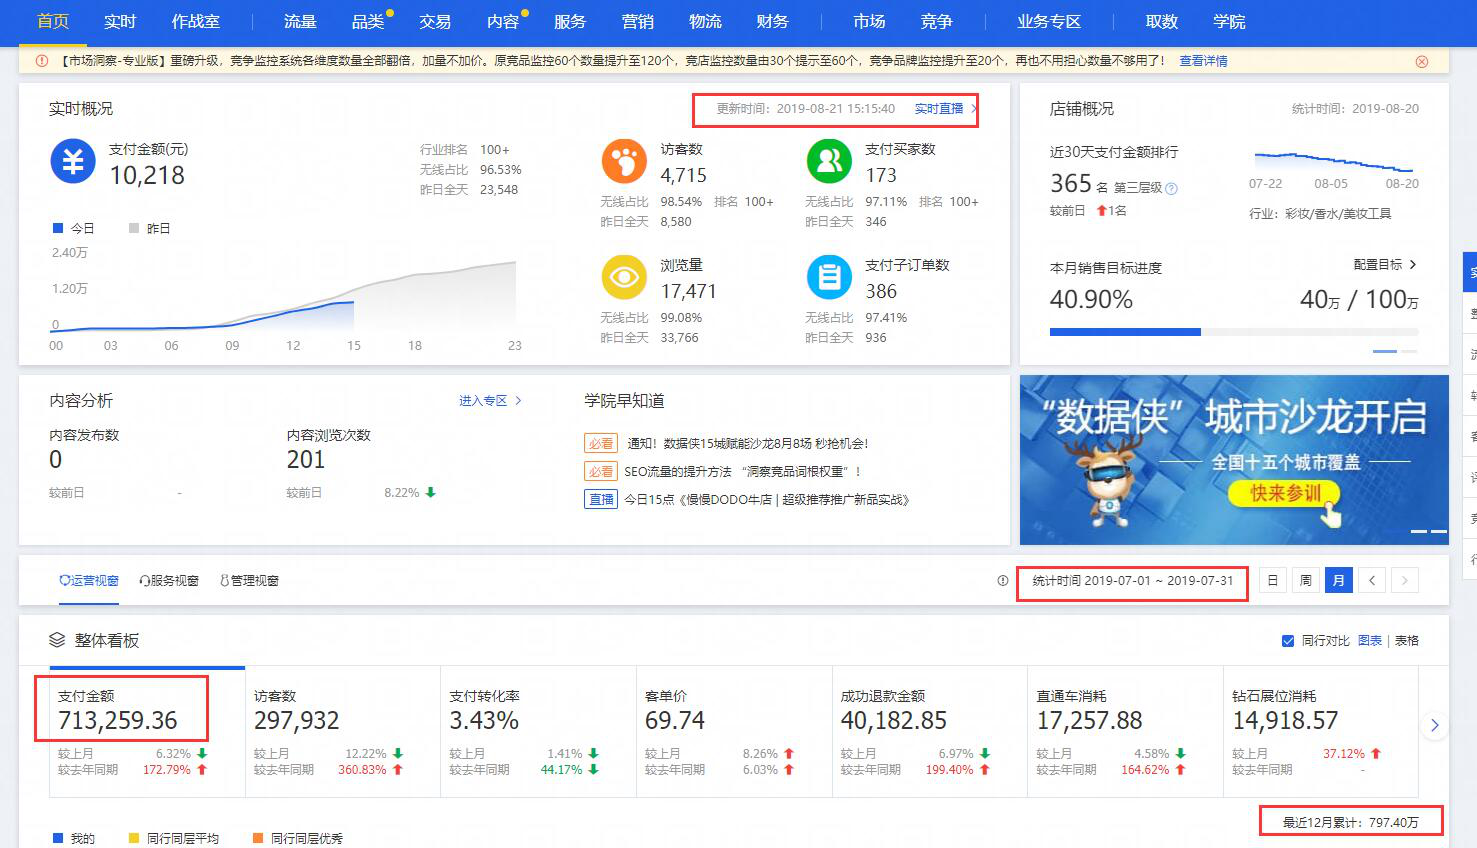 首页 实时 作战室 流量 品类 交易 内容 服务 营销 物流 财务 市场 竞争 业务专区 取数 学院
【市场洞察-专业版】重磅升级，竞争监控系统各维度数量全部翻倍，加量不加价。原竞品监控60个数量提升至120个，竞店监控数量由30个提示至60个，竞争品牌监控提升至20个，再也不用担心数量不够用了！ 查看详情
实时概况
更新时间：2019-08-21 15:15:40 实时直播
支付金额(元)
10,218
行业排名 100+
无线占比 96.53%
昨日全天 23,548
今日 昨日
2.40万
1.20万
0
00 03 06 09 12 15 18 23
访客数
4,715
无线占比 98.54% 排名 100+
昨日全天 8,580
支付买家数
173
无线占比 97.11% 排名 100+
昨日全天 346
浏览量
17,471
无线占比 99.08%
昨日全天 33,766
支付子订单数
386
无线占比 97.41%
昨日全天 936
店铺概况
统计时间：2019-08-20
近30天支付金额排行
365 名 第三层级
较前日 1名
07-22 08-05 08-20
行业：彩妆/香水/美妆工具
本月销售目标进度
配置目标
40.90%
40万 / 100万
内容分析
进入专区
内容发布数
0
较前日 -
内容浏览次数
201
较前日 8.22%
学院早知道
必看 通知！数据侠15城赋能沙龙8月8场 秒抢机会!
必看 SEO流量的提升方法 “洞察竞品词根权重”！
直播 今日15点《慢慢DODO牛店 | 超级推荐推广新品实战》
“数据侠” 城市沙龙开启
全国十五个城市覆盖
快来参训
运营视窗 服务视窗 管理视窗
统计时间 2019-07-01 ~ 2019-07-31
日 周 月
整体看板
同行对比 图表 | 表格
支付金额
713,259.36
较上月 6.32%
较去年同期 172.79%
访客数
297,932
较上月 12.22%
较去年同期 360.83%
支付转化率
3.43%
较上月 1.41%
较去年同期 44.17%
客单价
69.74
较上月 8.26%
较去年同期 6.03%
成功退款金额
40,182.85
较上月 6.97%
较去年同期 199.40%
直通车消耗
17,257.88
较上月 4.58%
较去年同期 164.62%
钻石展位消耗
14,918.57
较上月 37.12%
较去年同期 -
最近12月累计：797.40万
我的 同行同层平均 同行同层优秀